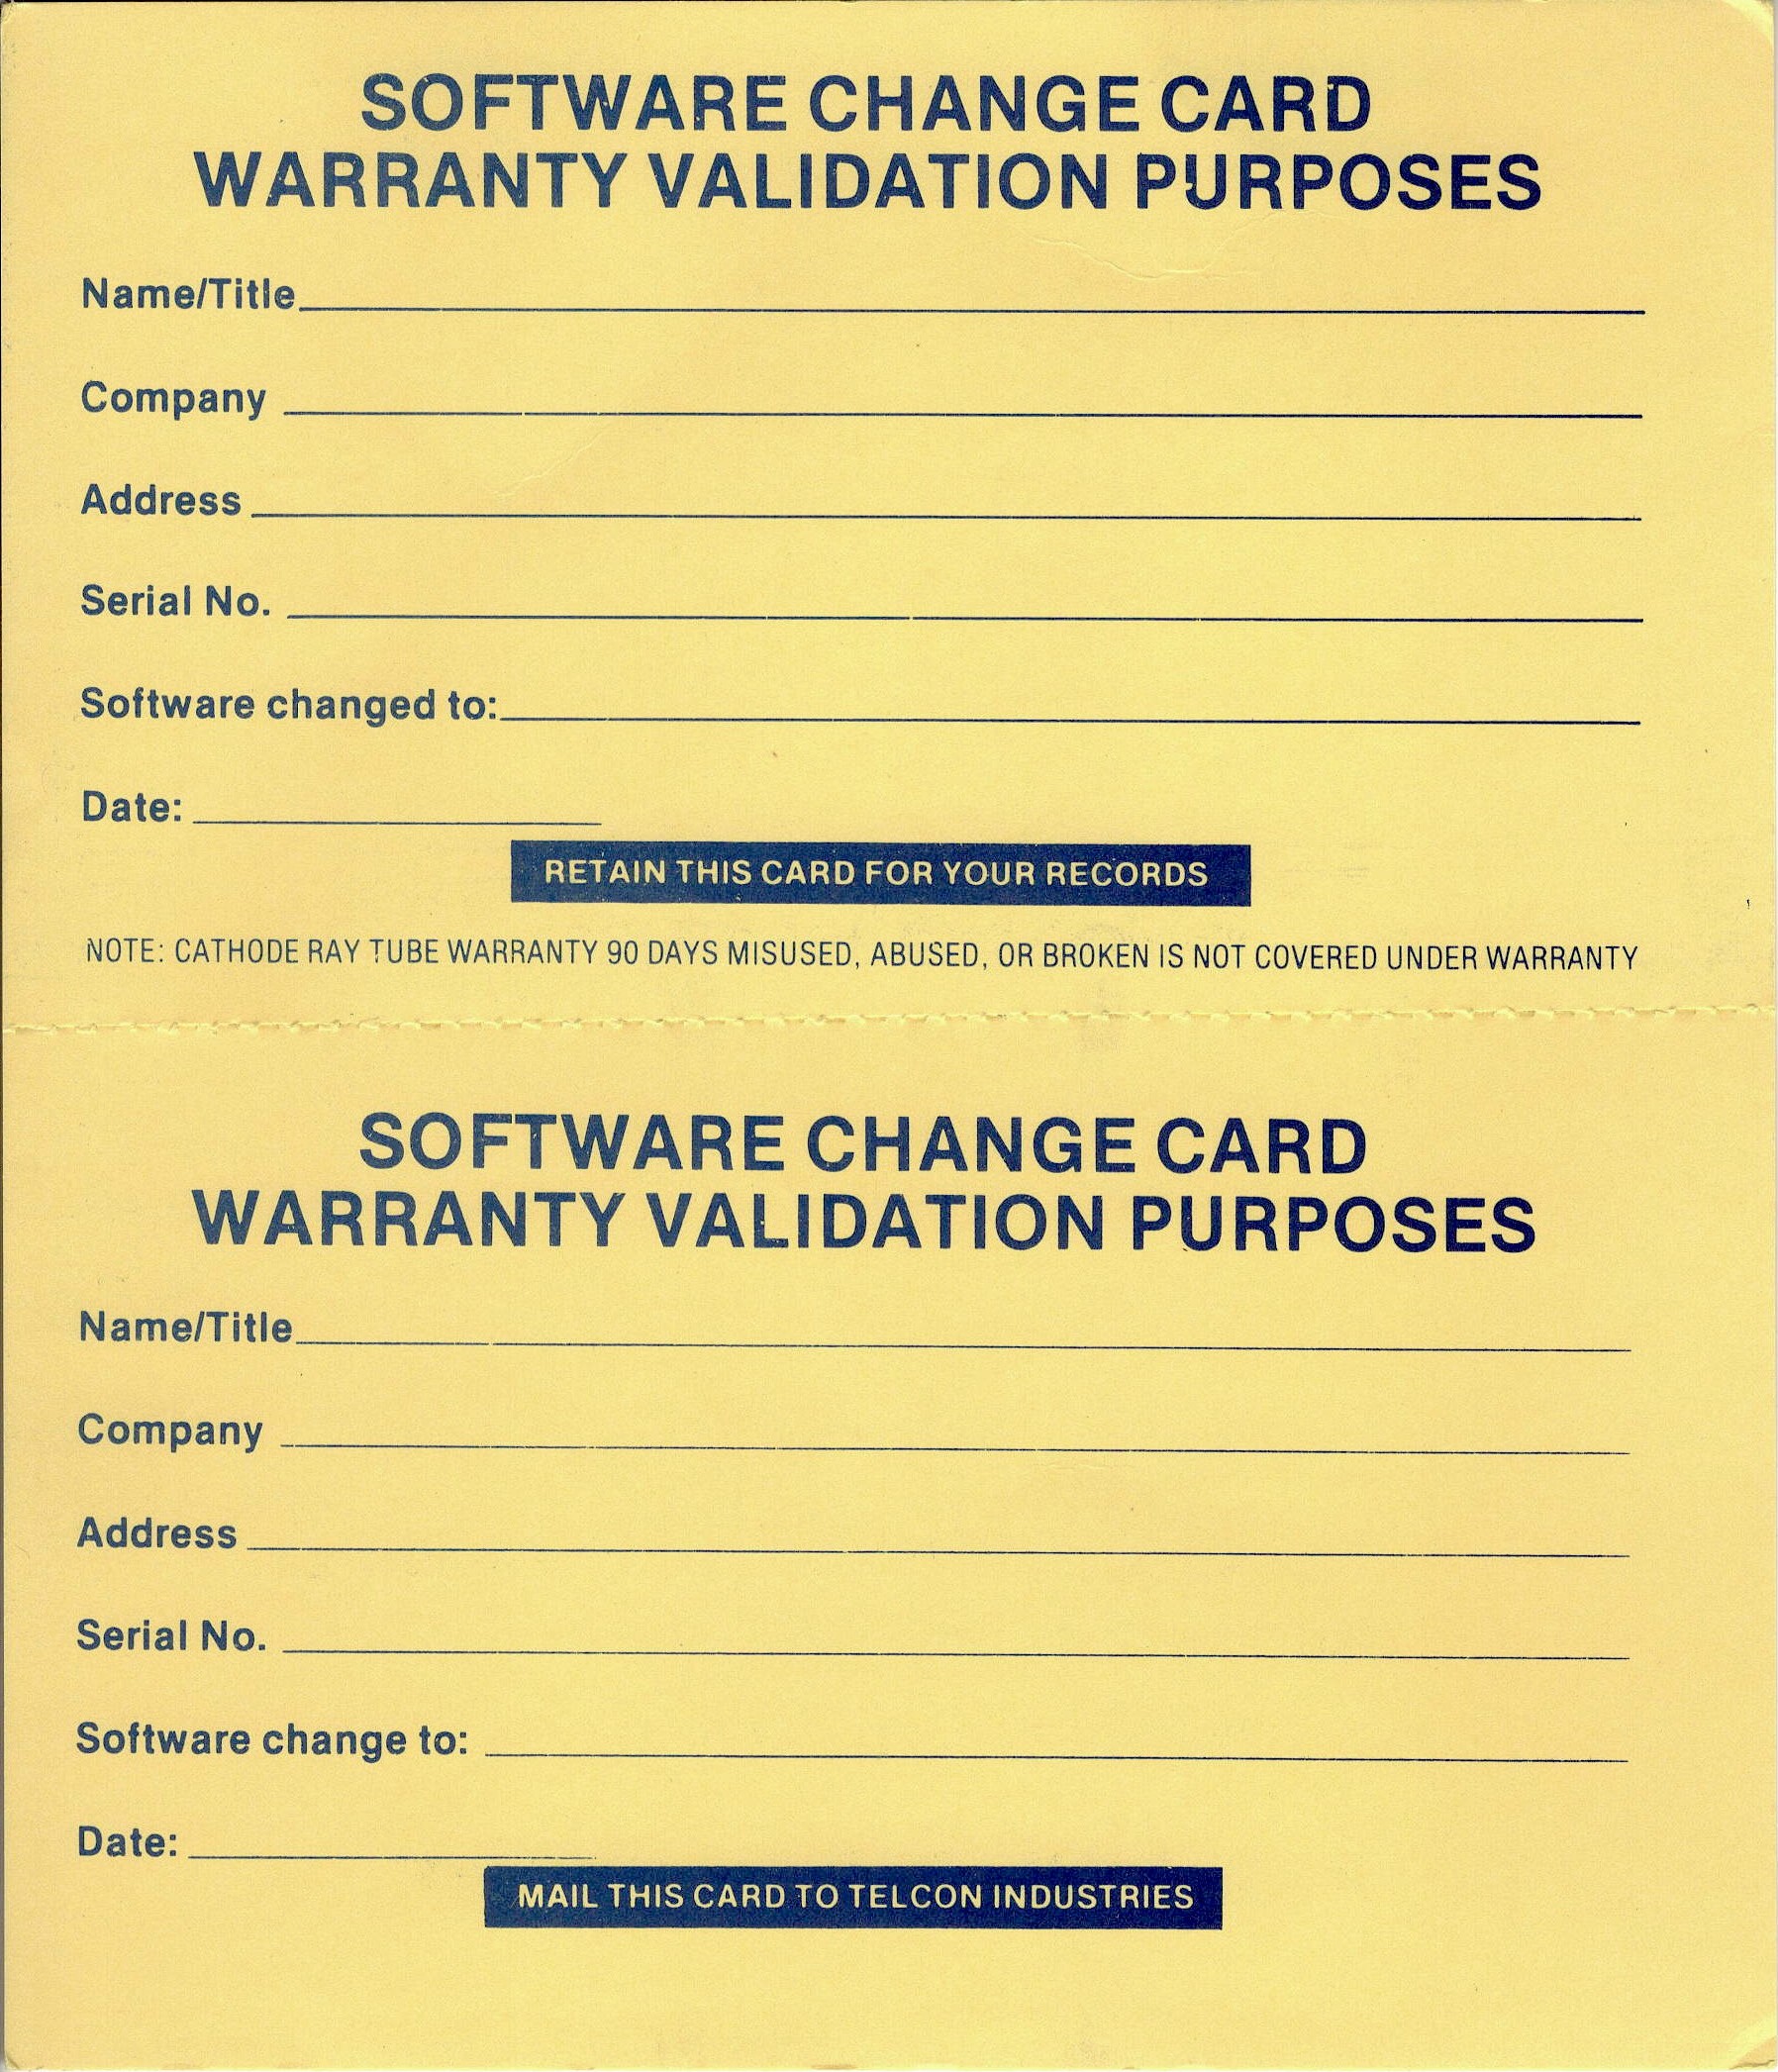 SOFTWARE CHANGE CARD
WARRANTY VALIDATION PURPOSES
Name/Title
Company
Address
Serial No.
Software changed to:
Date:
RETAIN THIS CARD FOR YOUR RECORDS
NOTE: CATHODE RAY TUBE WARRANTY 90 DAYS MISUSED, ABUSED, OR BROKEN IS NOT COVERED UNDER WARRANTY
SOFTWARE CHANGE CARD
WARRANTY VALIDATION PURPOSES
Name/Title
Company
Address
Serial No.
Software change to:
Date:
MAIL THIS CARD TO TELCON INDUSTRIES